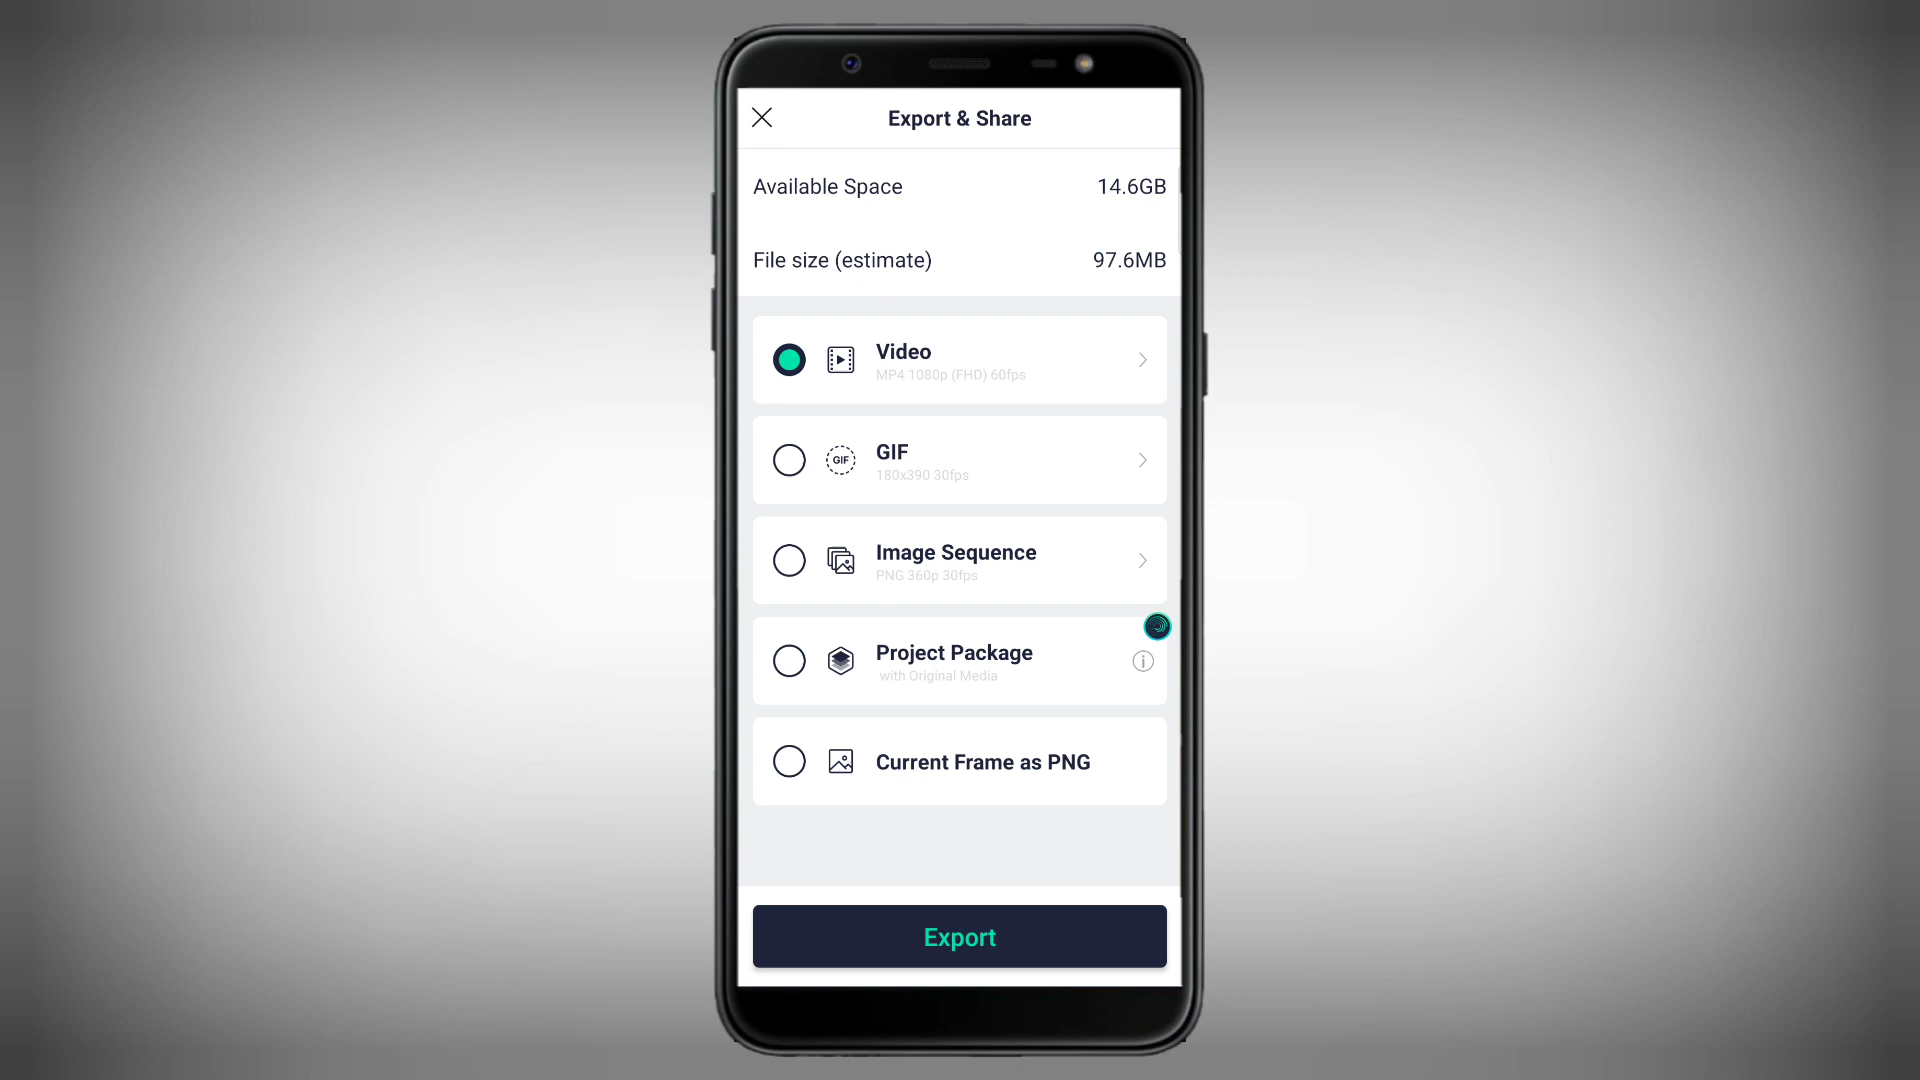 Export & Share
Available Space 14.6GB
File size (estimate) 97.6MB
Video
MP4 1080p (FHD) 60fps
GIF
GIF
180x390 30fps
Image Sequence
PNG 360p 30fps
Project Package
with Original Media
Current Frame as PNG
Export